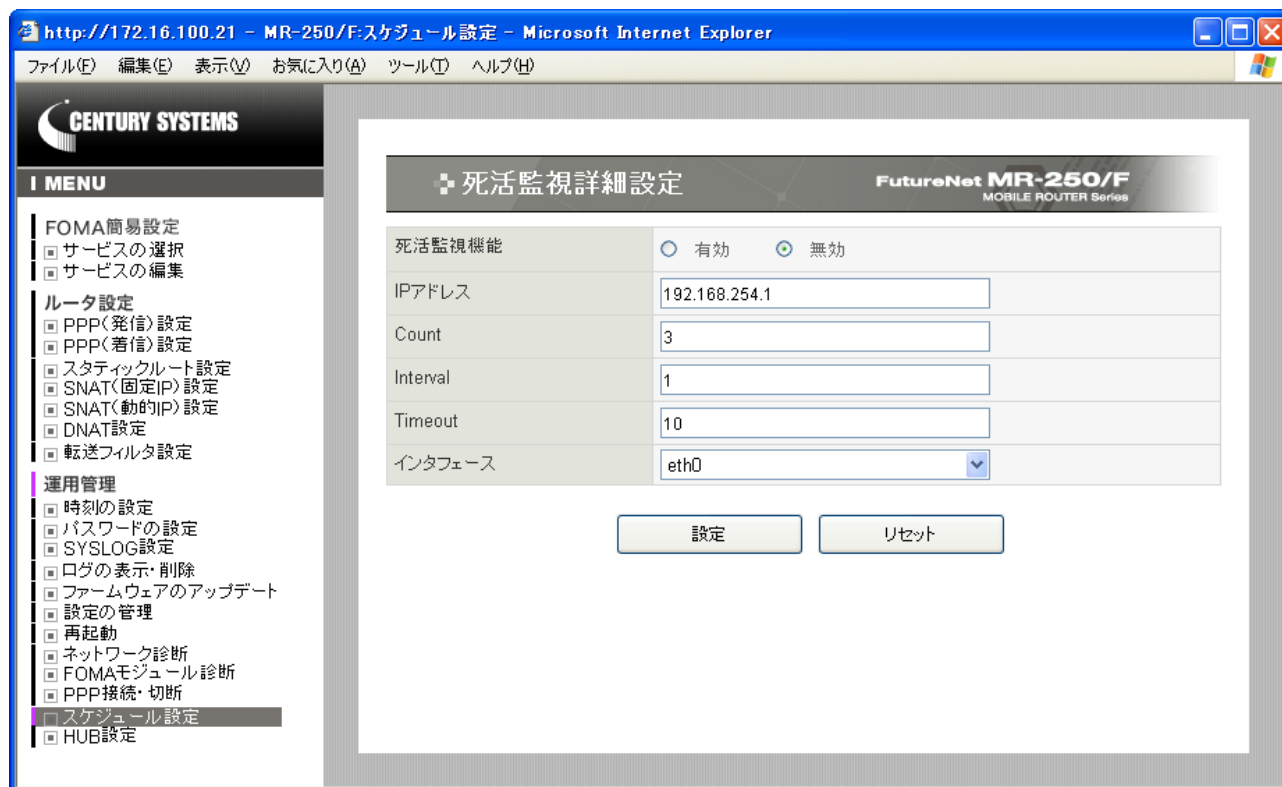 http://172.16.100.21 - MR-250/F:スケジュール設定 - Microsoft Internet Explorer
ファイル(F) 編集(E) 表示(V) お気に入り(A) ツール(T) ヘルプ(H)
CENTURY SYSTEMS
MENU
FOMA簡易設定
サービスの選択
サービスの編集
ルータ設定
PPP(発信)設定
PPP(着信)設定
スタティックルート設定
SNAT(固定IP)設定
SNAT(動的IP)設定
DNAT設定
転送フィルタ設定
運用管理
時刻の設定
パスワードの設定
SYSLOG設定
ログの表示・削除
ファームウェアのアップデート
設定の管理
再起動
ネットワーク診断
FOMAモジュール診断
PPP接続・切断
スケジュール設定
HUB設定
死活監視詳細設定
FutureNet MR-250/F
MOBILE ROUTER Series
死活監視機能 有効 無効
IPアドレス 192.168.254.1
Count 3
Interval 1
Timeout 10
インタフェース eth0
設定 リセット